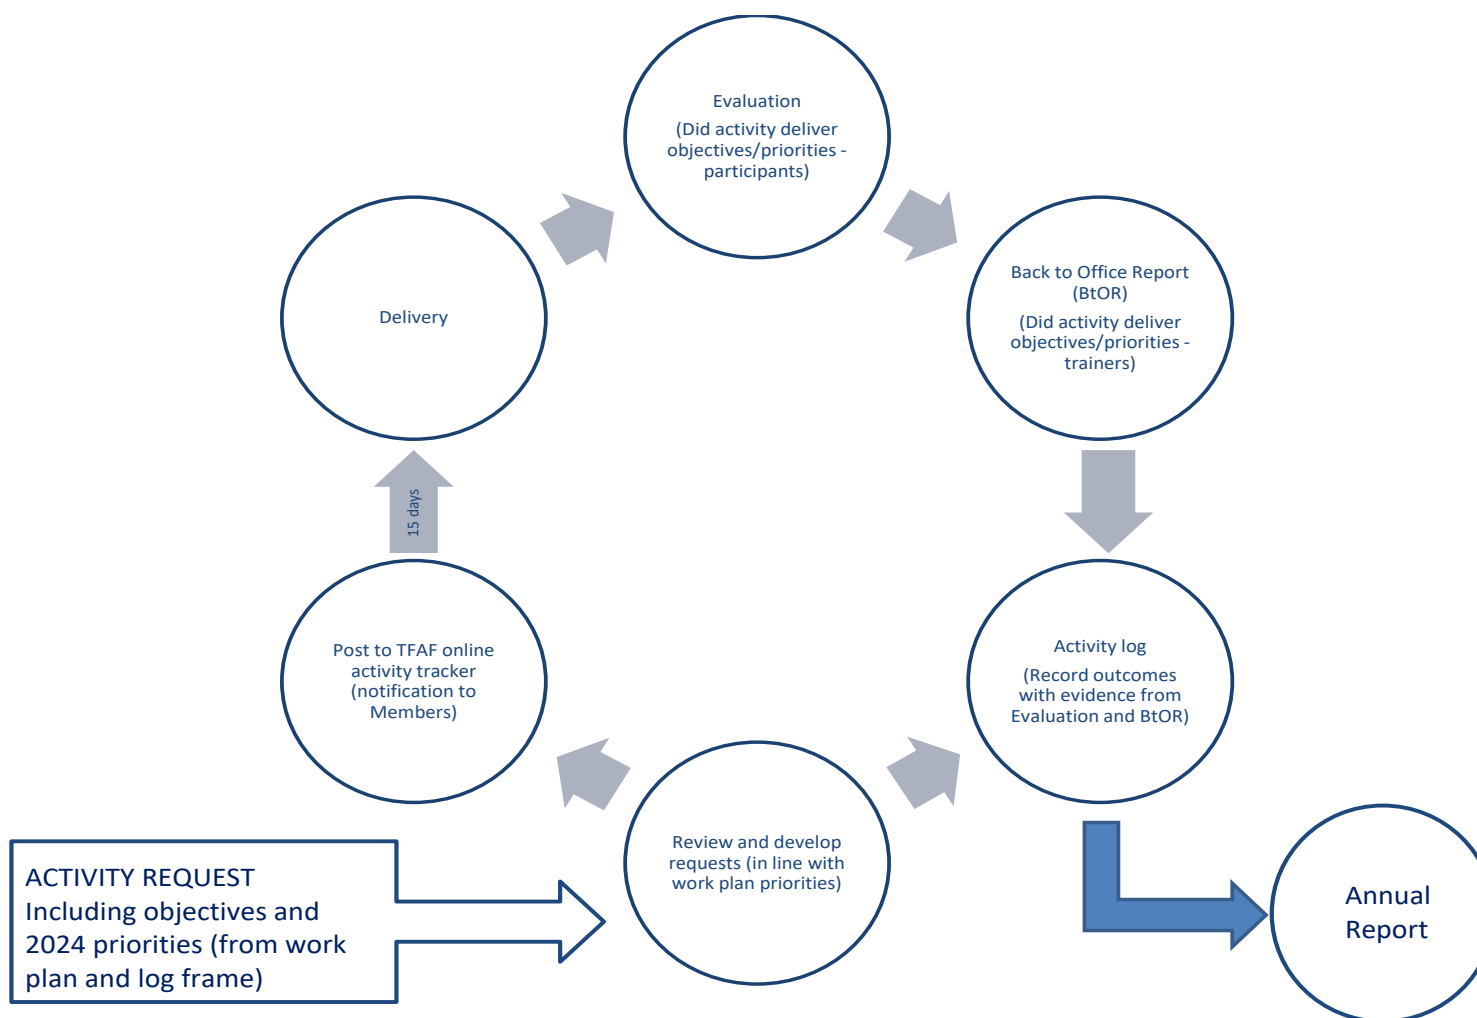 Evaluation
(Did activity deliver
objectives/priorities -
participants)
Back to Office Report
(BtOR)
(Did activity deliver
objectives/priorities -
trainers)
Delivery
15 days
Post to TFAF online
activity tracker
(notification to
Members)
Activity log
(Record outcomes
with evidence from
Evaluation and BtOR)
Review and develop
requests (in line with
work plan priorities)
ACTIVITY REQUEST
Including objectives and
2024 priorities (from work
plan and log frame)
Annual
Report